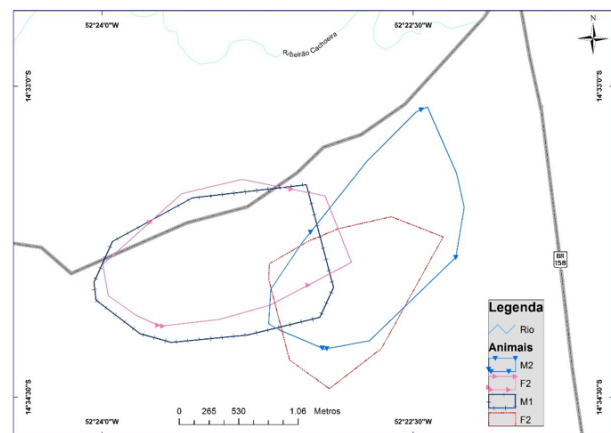 52°24'0"W
52°22'30"W
N
Ribeirão Cachoeira
14°33'0"S
14°33'0"S
BR
158
Legenda
Rio
Animais
M2
F2
M1
F2
14°34'30"S
14°34'30"S
0 265 530 1.06 Metros
52°24'0"W
52°22'30"W